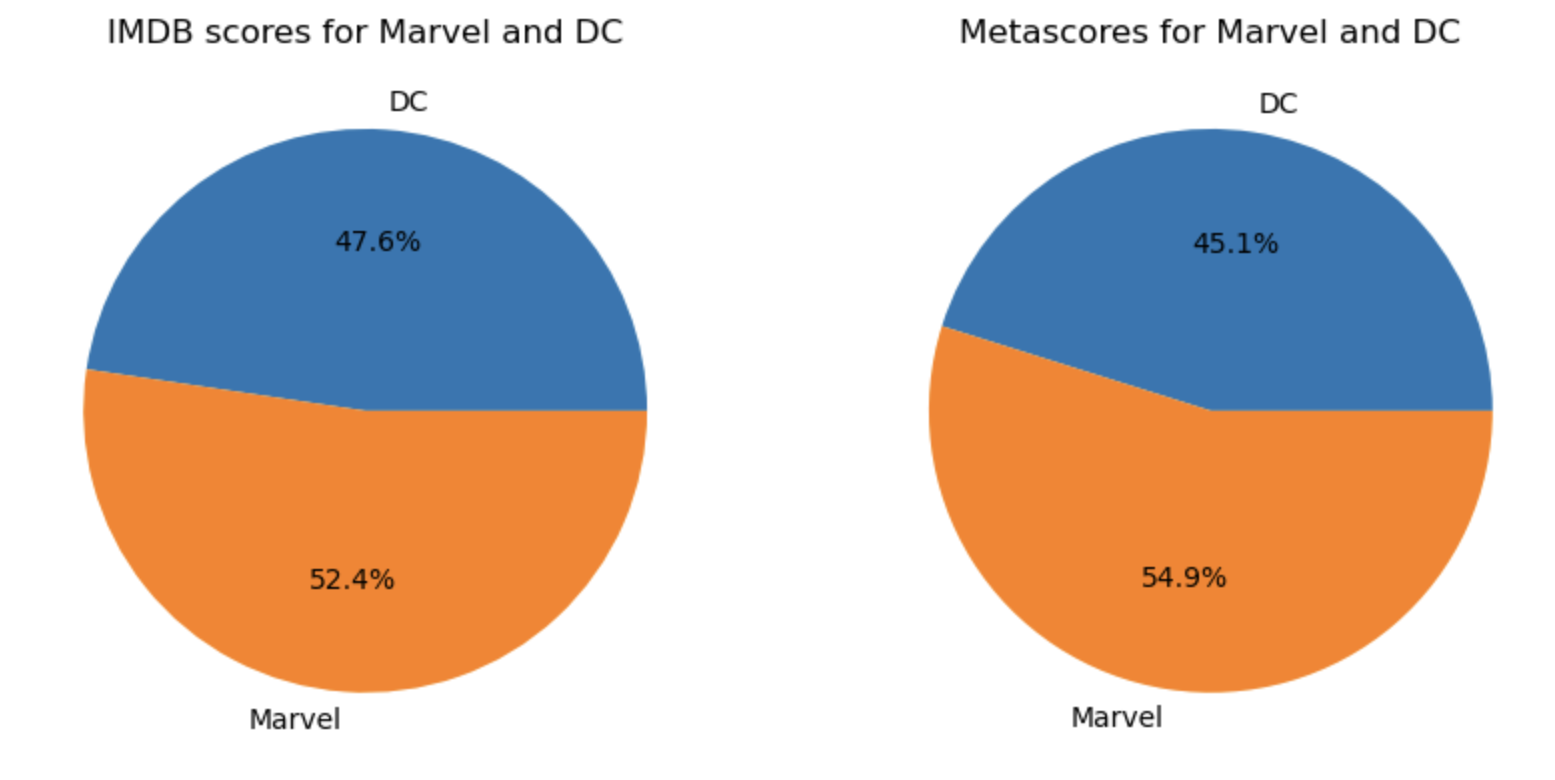 IMDB scores for Marvel and DC
DC
47.6%
52.4%
Marvel
Metascores for Marvel and DC
DC
45.1%
54.9%
Marvel